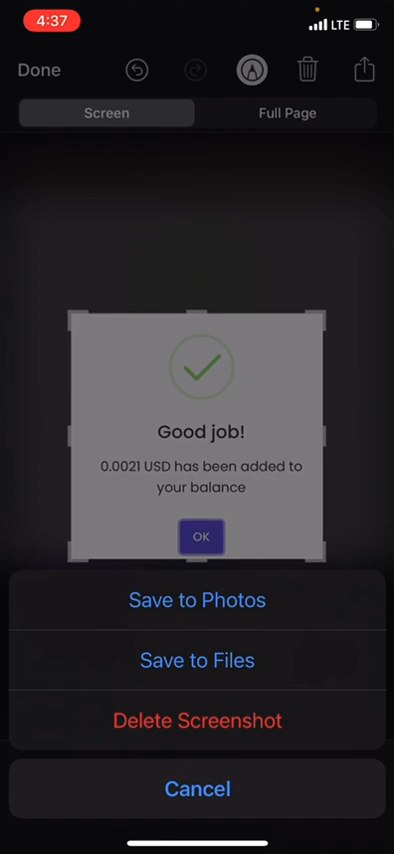 4:37
LTE
Done
Screen
Full Page
Good job!
0.0021 USD has been added to
your balance
OK
Save to Photos
Save to Files
Delete Screenshot
Cancel